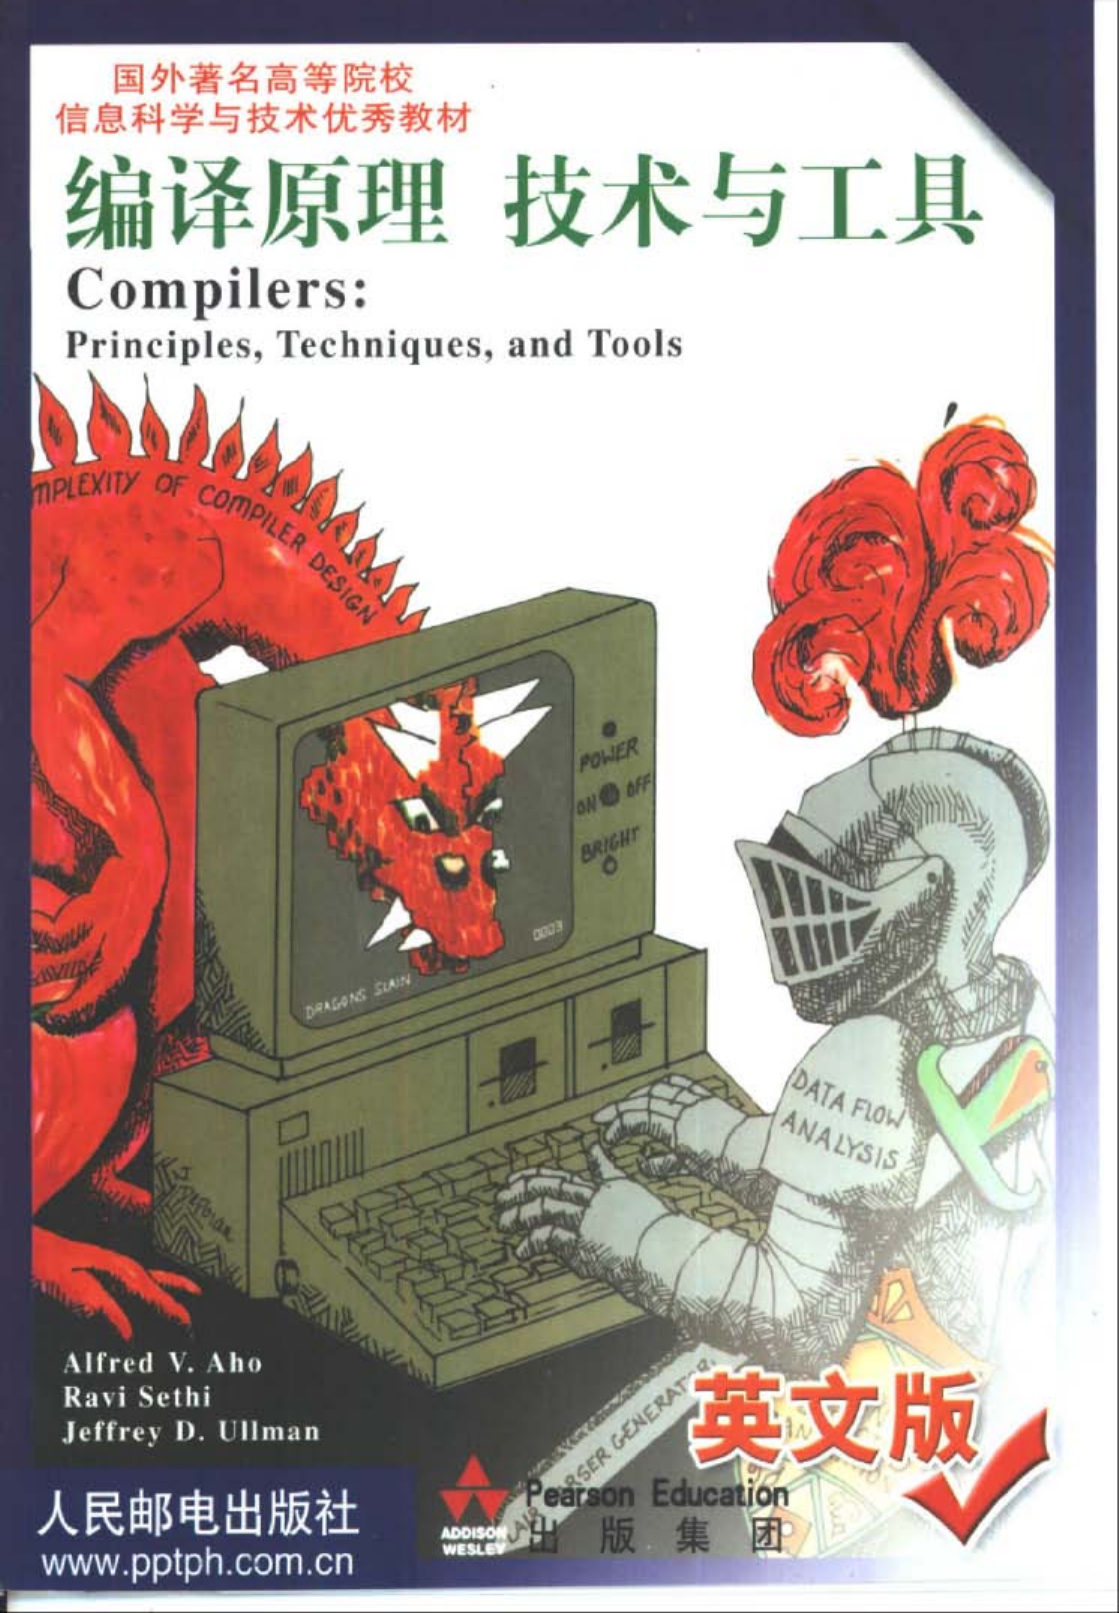 国外著名高等院校
信息科学与技术优秀教材
编译原理 技术与工具
Compilers:
Principles, Techniques, and Tools
MPLEXITY OF COMPILER DESIGN
POWER
ON OFF
BRIGHT
DRAGONS SLAIN 0003
DATA FLOW
ANALYSIS
Alfred V. Aho
Ravi Sethi
Jeffrey D. Ullman
PARSER GENERATOR
英文版
人民邮电出版社
www.pptph.com.cn
ADDISON
WESLEY
Pearson Education
出版集团